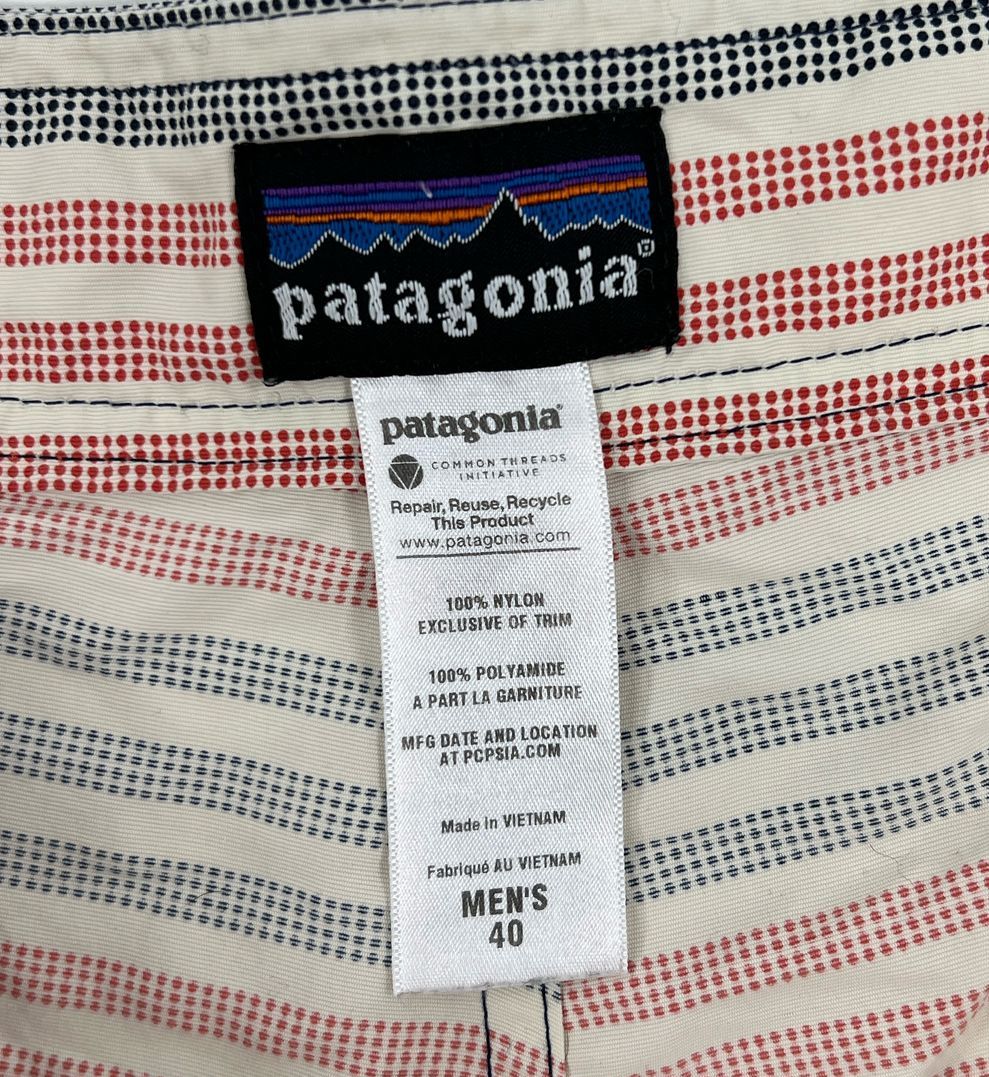 patagonia®
patagonia®
COMMON THREADS
INITIATIVE
Repair, Reuse, Recycle
This Product
www.patagonia.com
100% NYLON
EXCLUSIVE OF TRIM
100% POLYAMIDE
A PART LA GARNITURE
MFG DATE AND LOCATION
AT PCPSIA.COM
Made In VIETNAM
Fabriqué AU VIETNAM
MEN'S
40